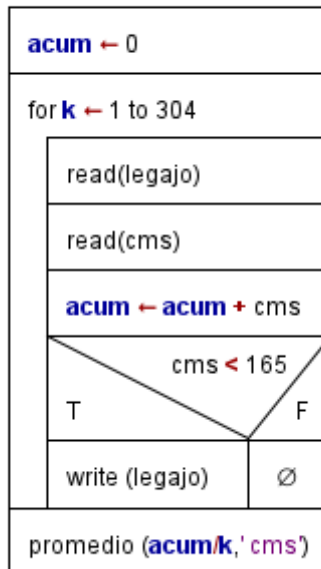 acum ← 0
for k ← 1 to 304
read(legajo)
read(cms)
acum ← acum + cms
cms < 165
T F
write (legajo) ∅
promedio (acum/k,' cms')